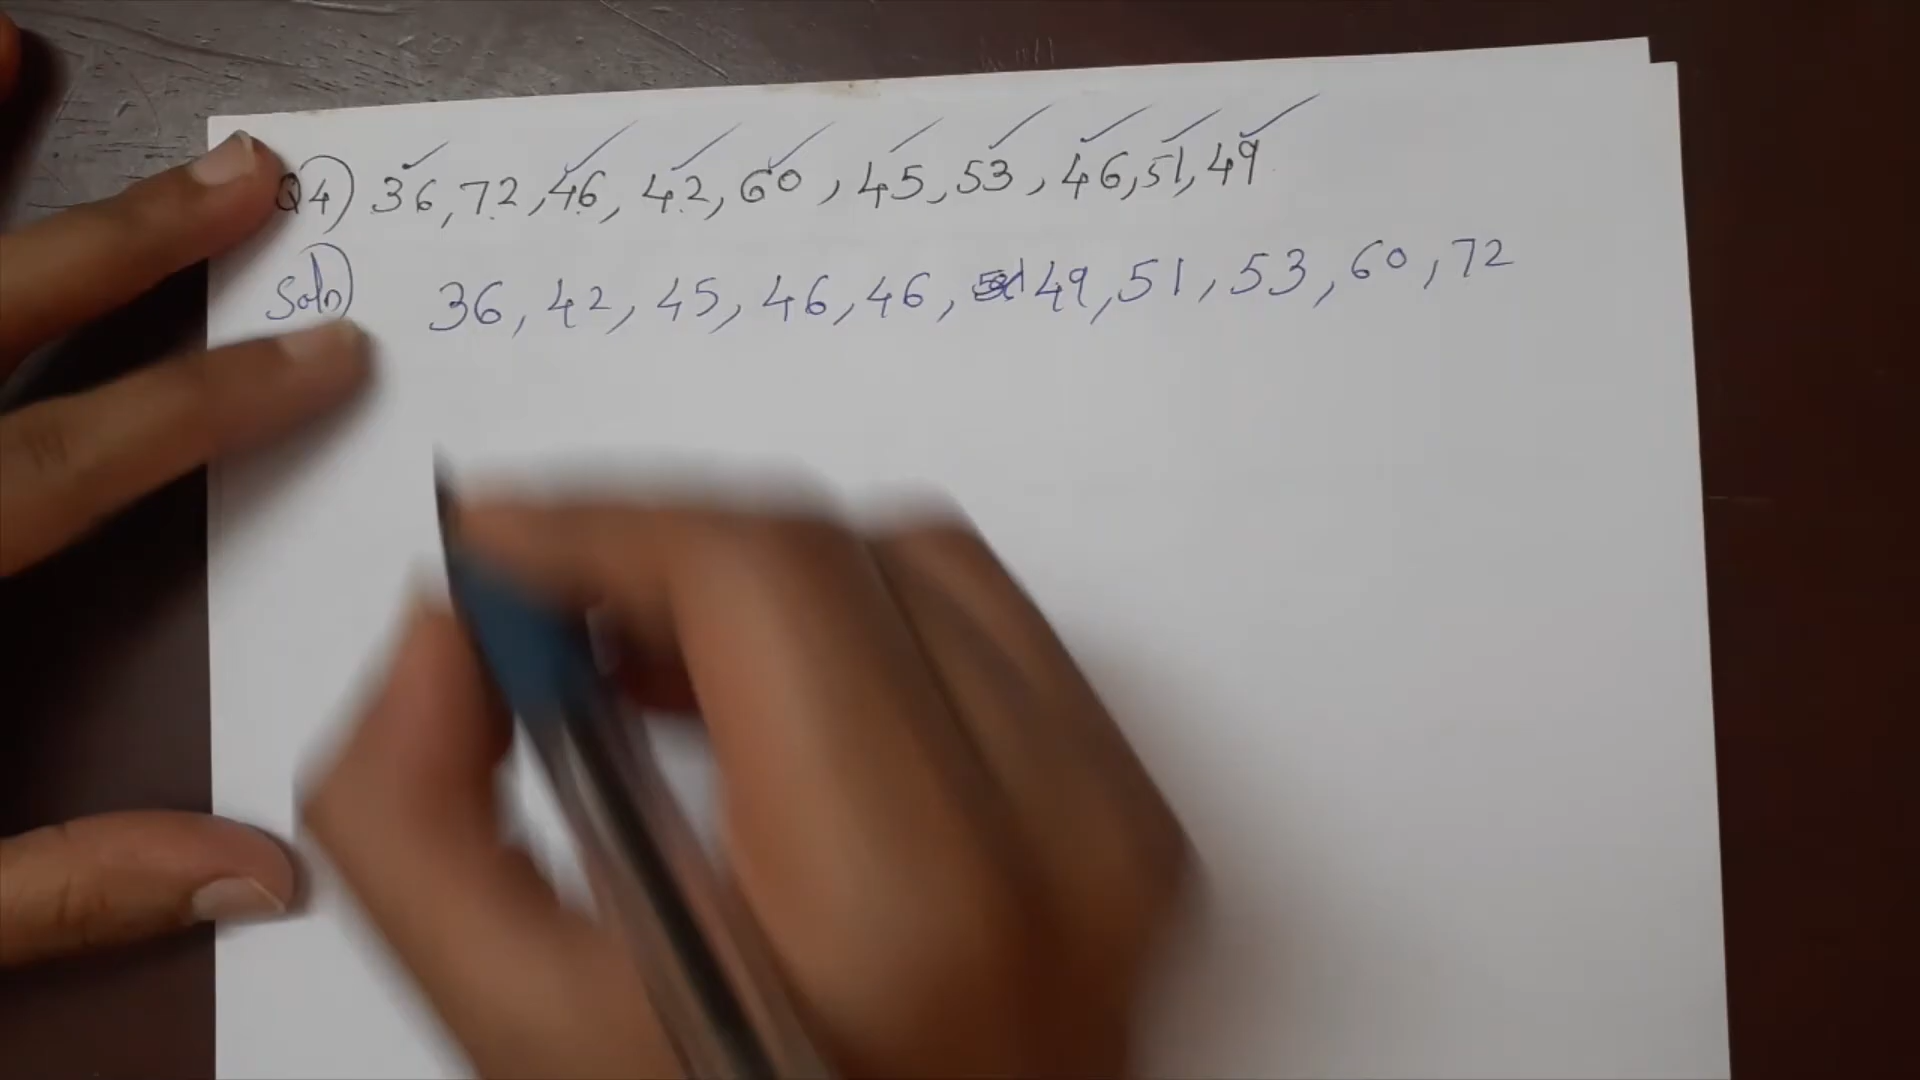 Q4) 36, 72, 46, 42, 60, 45, 53, 46, 51, 49
Soln) 36, 42, 45, 46, 46, 49, 51, 53, 60, 72